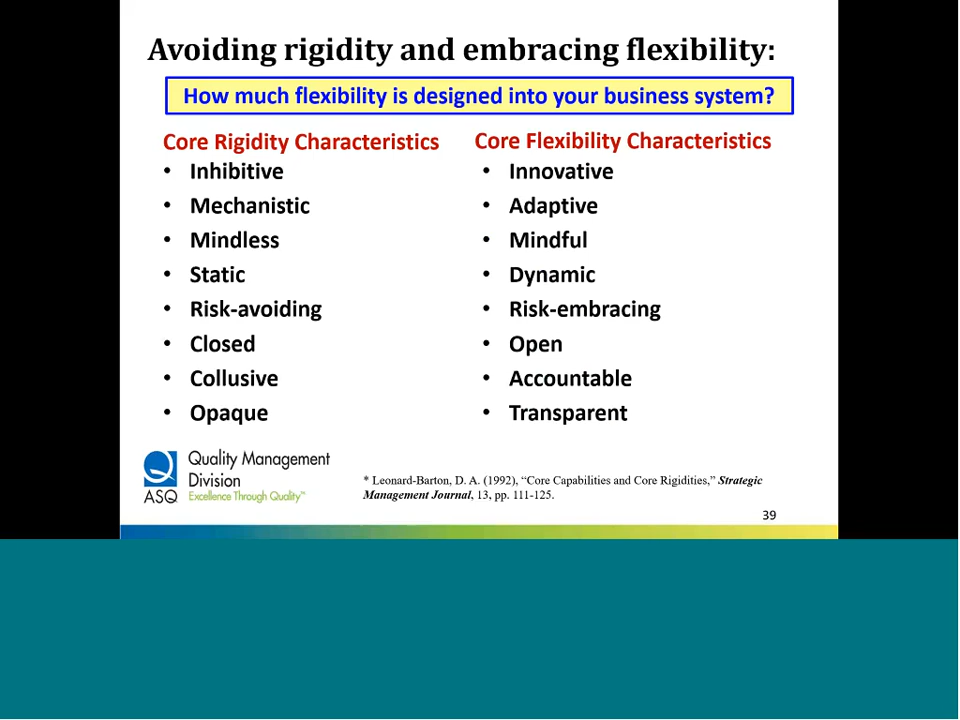 Avoiding rigidity and embracing flexibility:
How much flexibility is designed into your business system?
Core Rigidity Characteristics
• Inhibitive
• Mechanistic
• Mindless
• Static
• Risk-avoiding
• Closed
• Collusive
• Opaque
Core Flexibility Characteristics
• Innovative
• Adaptive
• Mindful
• Dynamic
• Risk-embracing
• Open
• Accountable
• Transparent
ASQ
Quality Management
Division
Excellence Through Quality™
* Leonard-Barton, D. A. (1992), “Core Capabilities and Core Rigidities,” Strategic
Management Journal, 13, pp. 111-125.
39